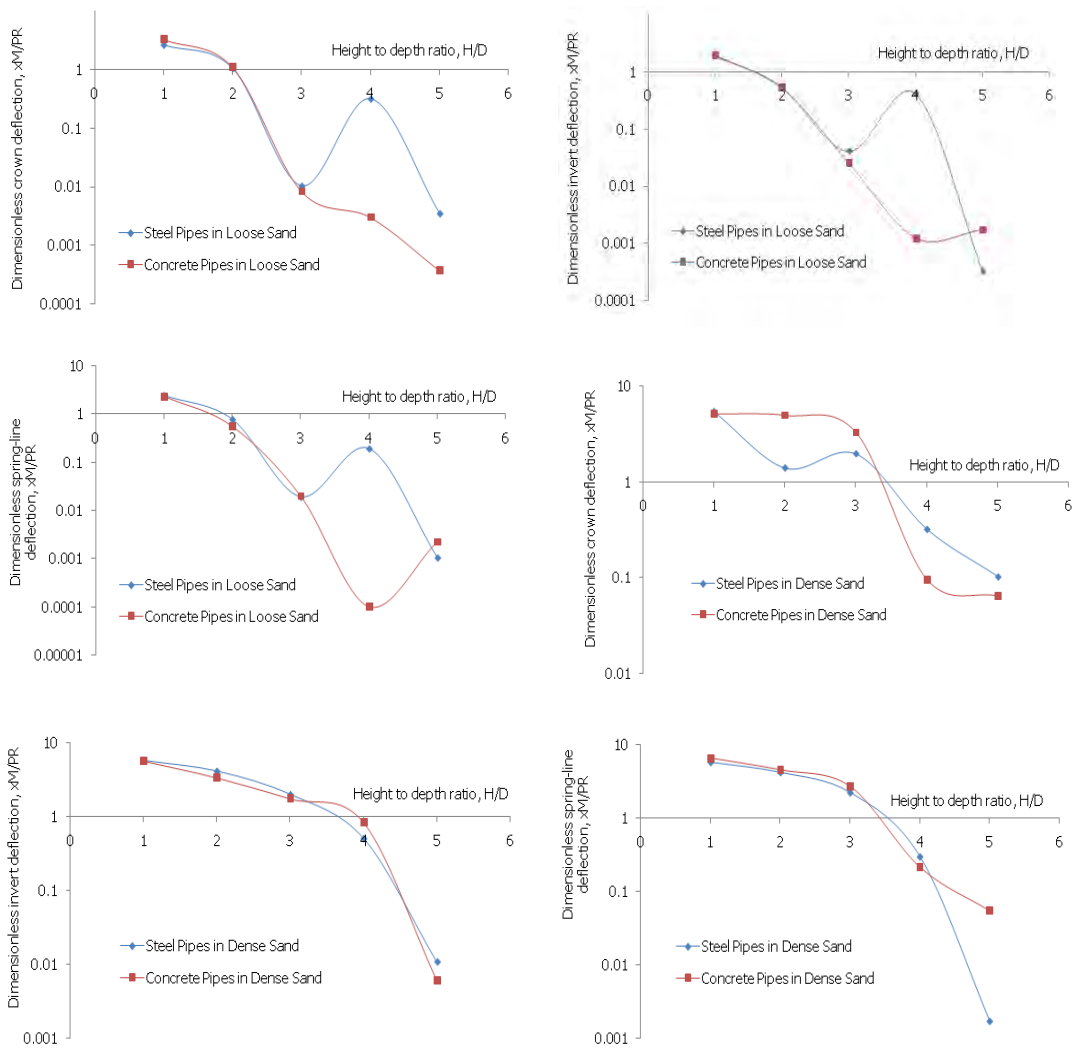 Dimensionless crown deflection, xM/PR
Height to depth ratio, H/D
1
0.1
0.01
0.001
0.0001
0 1 2 3 4 5 6
Steel Pipes in Loose Sand
Concrete Pipes in Loose Sand
Dimensionless invert deflection, xM/PR
Height to depth ratio, H/D
1
0.1
0.01
0.001
0.0001
0 1 2 3 4 5 6
Steel Pipes in Loose Sand
Concrete Pipes in Loose Sand
Dimensionless spring-line
deflection, xM/PR
Height to depth ratio, H/D
10
1
0.1
0.01
0.001
0.0001
0.00001
0 1 2 3 4 5 6
Steel Pipes in Loose Sand
Concrete Pipes in Loose Sand
Dimensionless crown deflection, xM/PR
Height to depth ratio, H/D
10
1
0.1
0.01
0 1 2 3 4 5 6
Steel Pipes in Dense Sand
Concrete Pipes in Dense Sand
Dimensionless invert deflection, xM/PR
Height to depth ratio, H/D
10
1
0.1
0.01
0.001
0 1 2 3 4 5 6
Steel Pipes in Dense Sand
Concrete Pipes in Dense Sand
Dimensionless spring-line
deflection, xM/PR
Height to depth ratio, H/D
10
1
0.1
0.01
0.001
0 1 2 3 4 5 6
Steel Pipes in Dense Sand
Concrete Pipes in Dense Sand